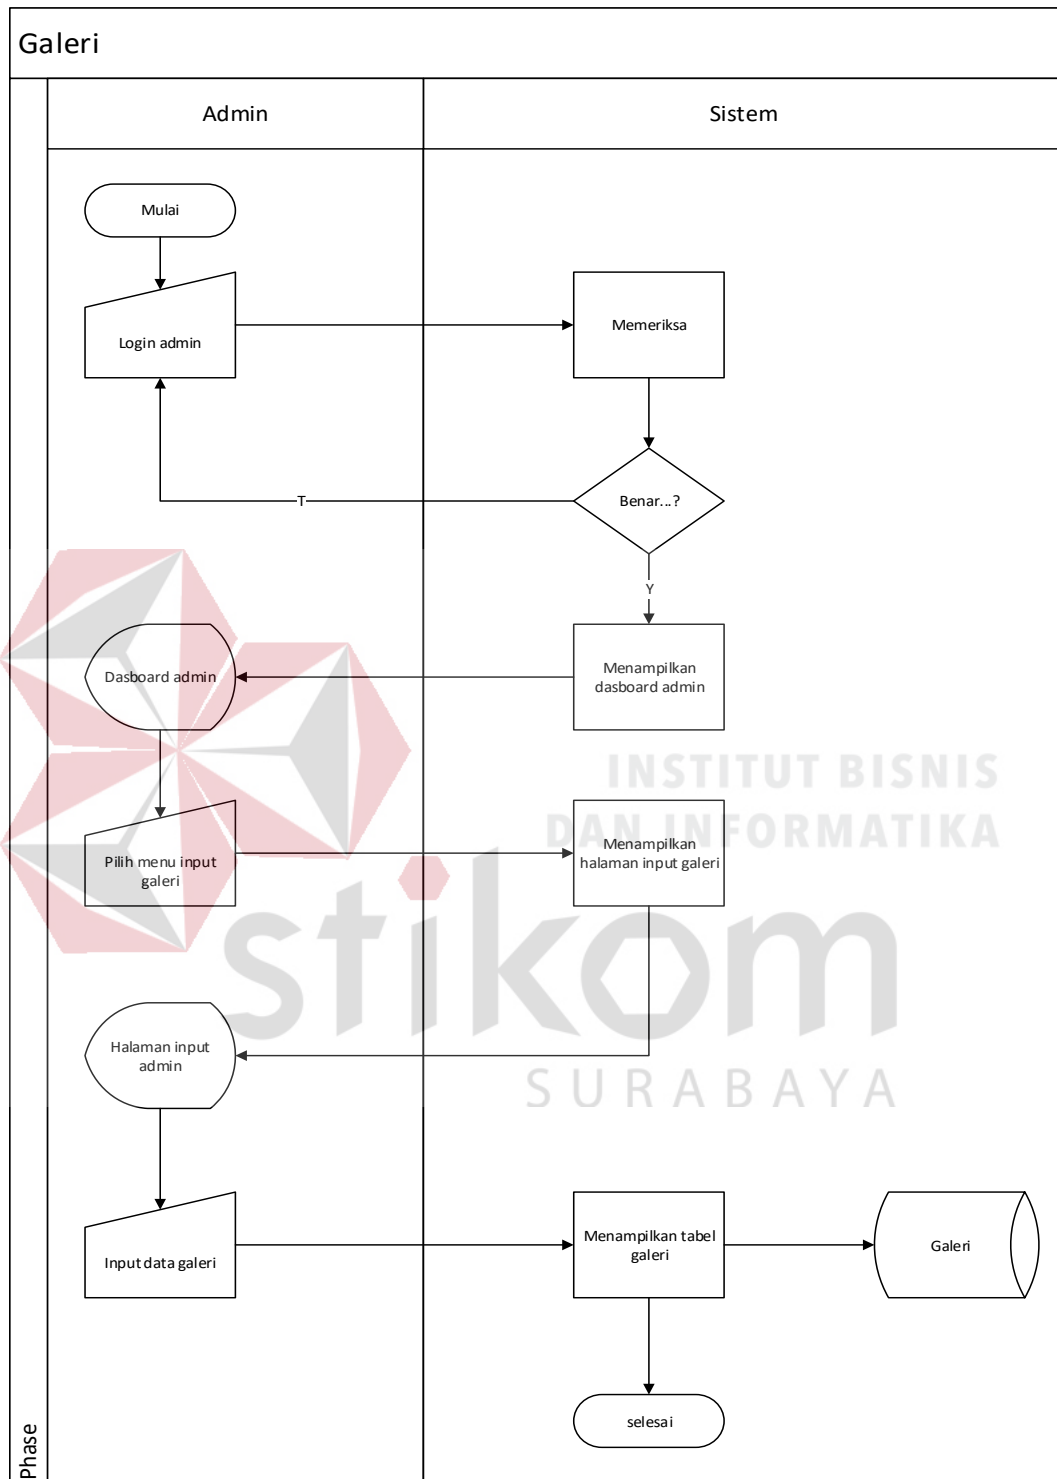 Galeri
Admin
Sistem
Mulai
Login admin
Memeriksa
Benar...?
T
Y
Dasboard admin
Menampilkan
dasboard admin
INSTITUT BISNIS
DAN INFORMATIKA
Pilih menu input
galeri
Menampilkan
halaman input galeri
stikom
SURABAYA
Halaman input
admin
Input data galeri
Menampilkan tabel
galeri
Galeri
selesai
Phase